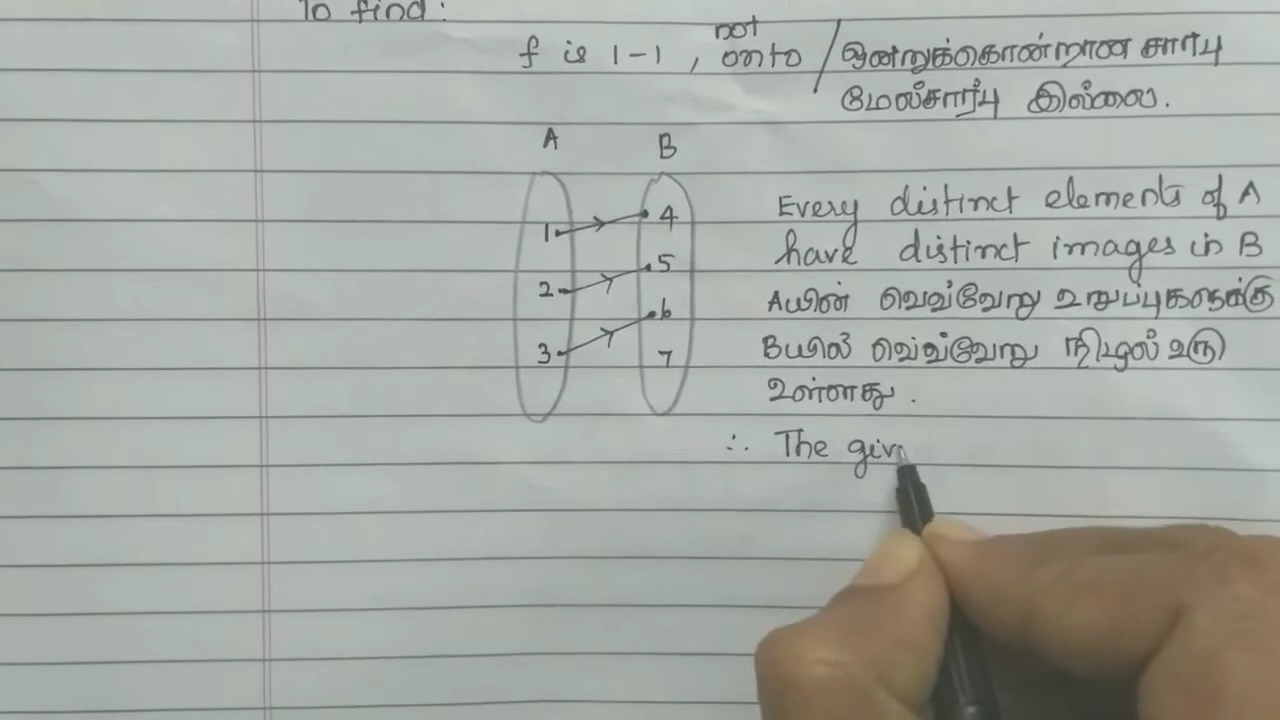 To find:
f is 1-1, not onto / ஒன்றுக்கொன்றான சார்பு
மேல்சார்பு இல்லை.
A B
1 4
2 5
3 6
7
Every distinct elements of A
have distinct images in B
Aயின் வெவ்வேறு உறுப்புகளுக்கு
Bயில் வெவ்வேறு நிழல் உரு
உள்ளது.
∴ The giv